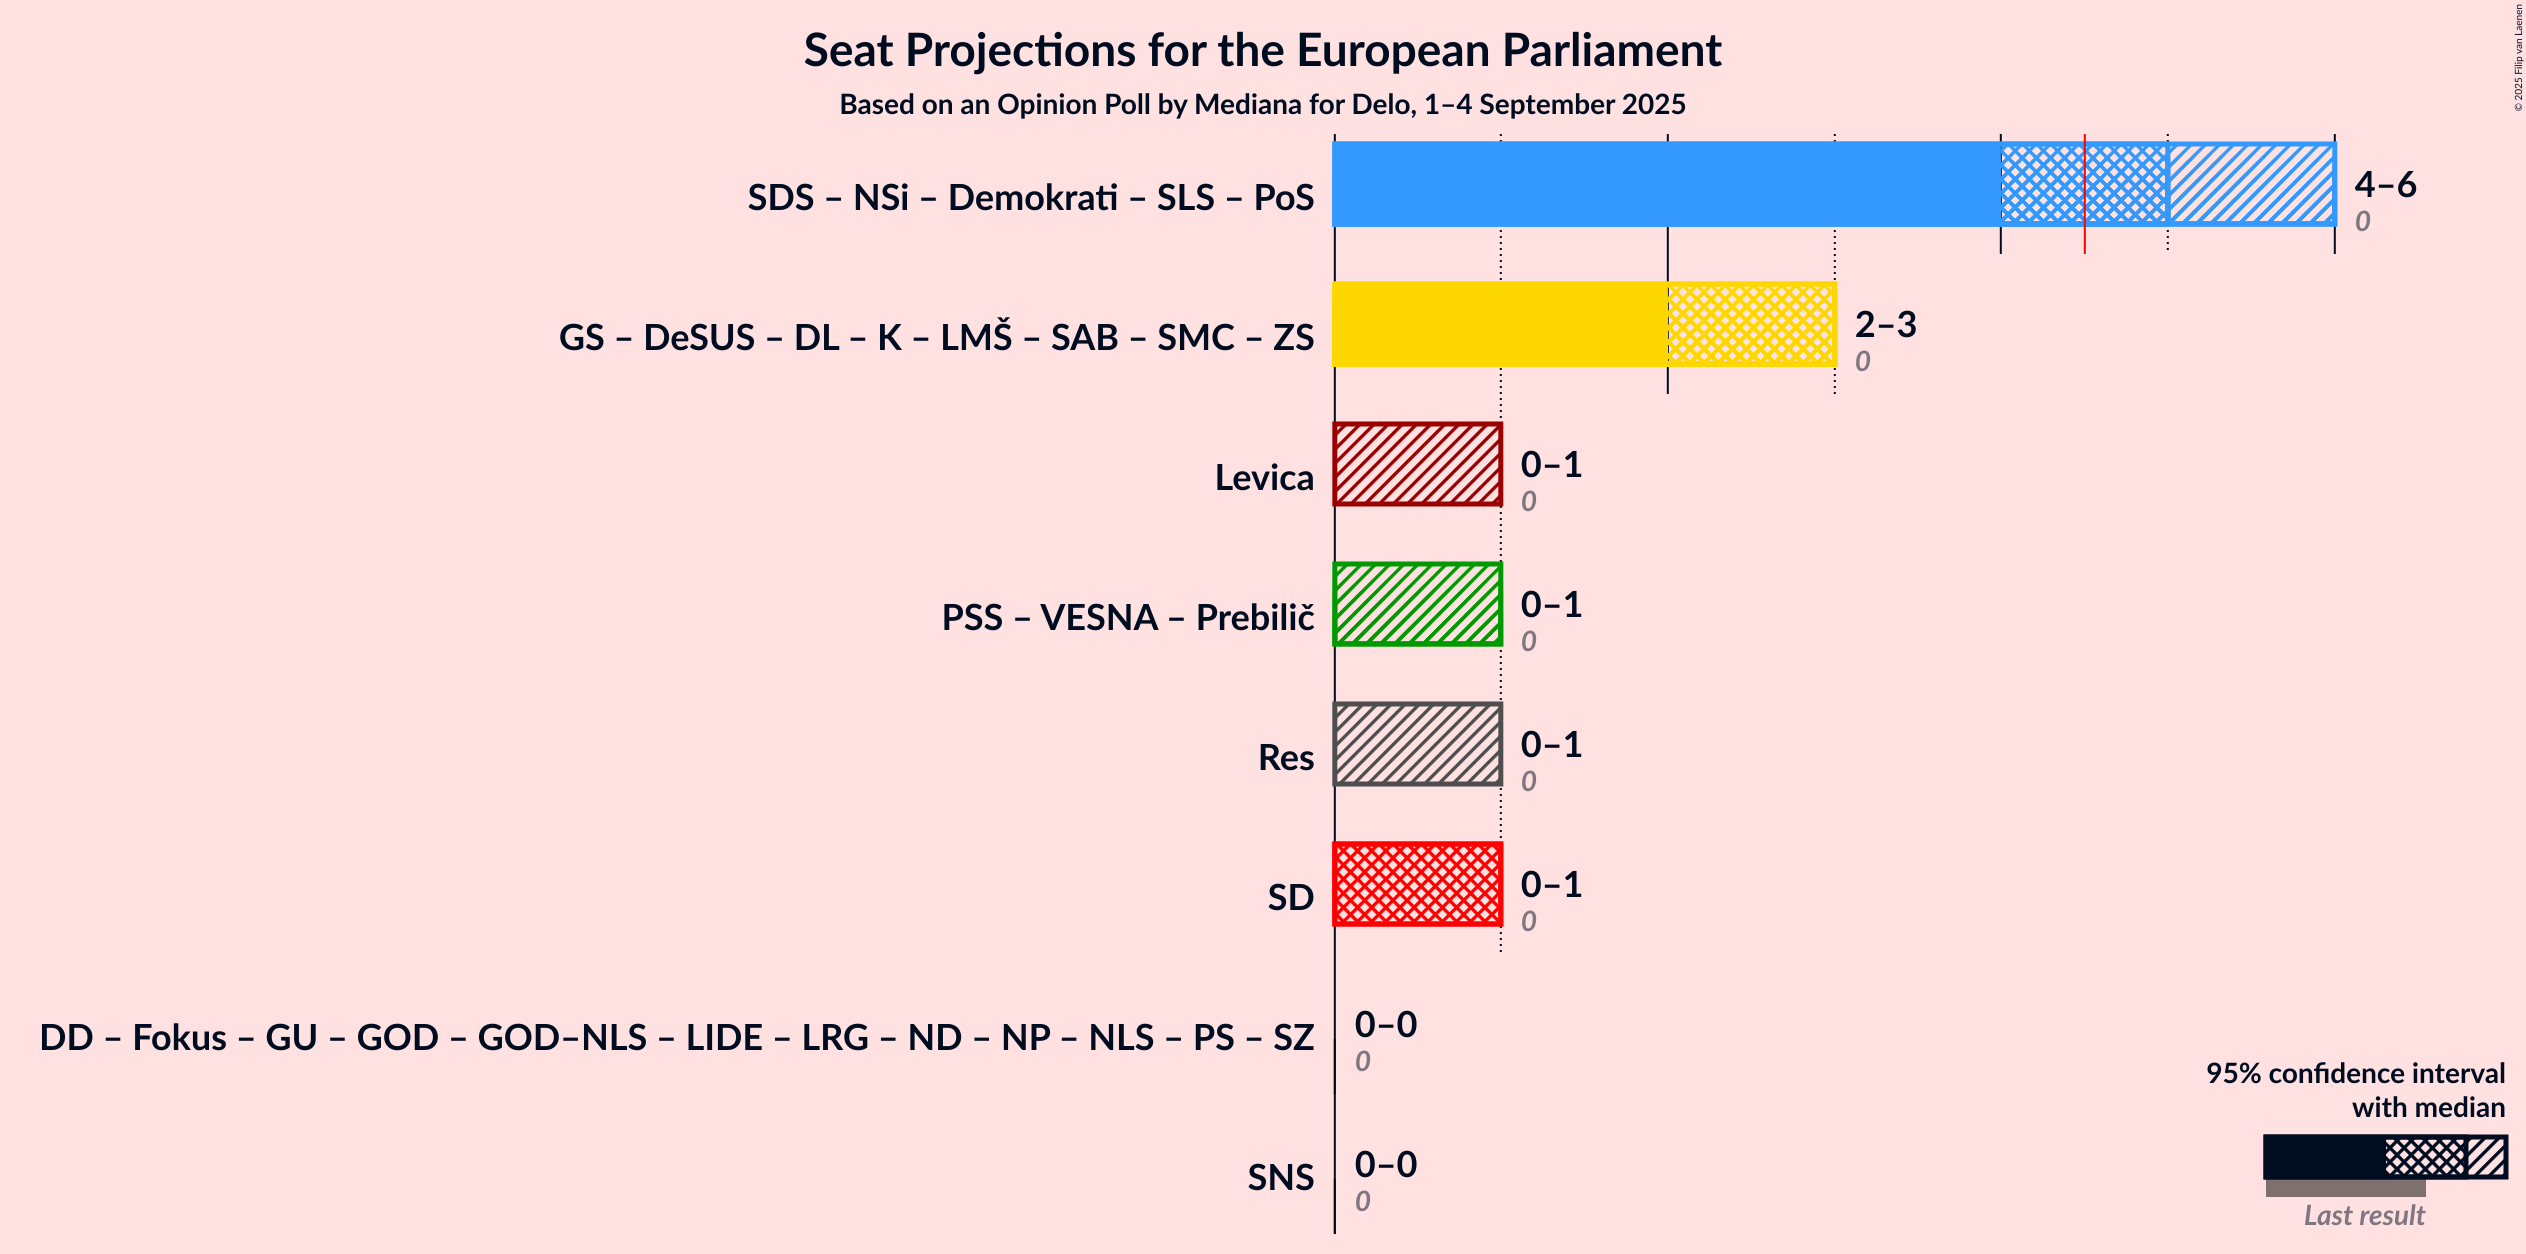 Seat Projections for the European Parliament
Based on an Opinion Poll by Mediana for Delo, 1–4 September 2025
© 2025 Filip van Laenen
SDS – NSi – Demokrati – SLS – PoS
4–6
0
GS – DeSUS – DL – K – LMŠ – SAB – SMC – ZS
2–3
0
Levica
0–1
0
PSS – VESNA – Prebilič
0–1
0
Res
0–1
0
SD
0–1
0
DD – Fokus – GU – GOD – GOD–NLS – LIDE – LRG – ND – NP – NLS – PS – SZ
0–0
0
SNS
0–0
0
95% confidence interval
with median
Last result